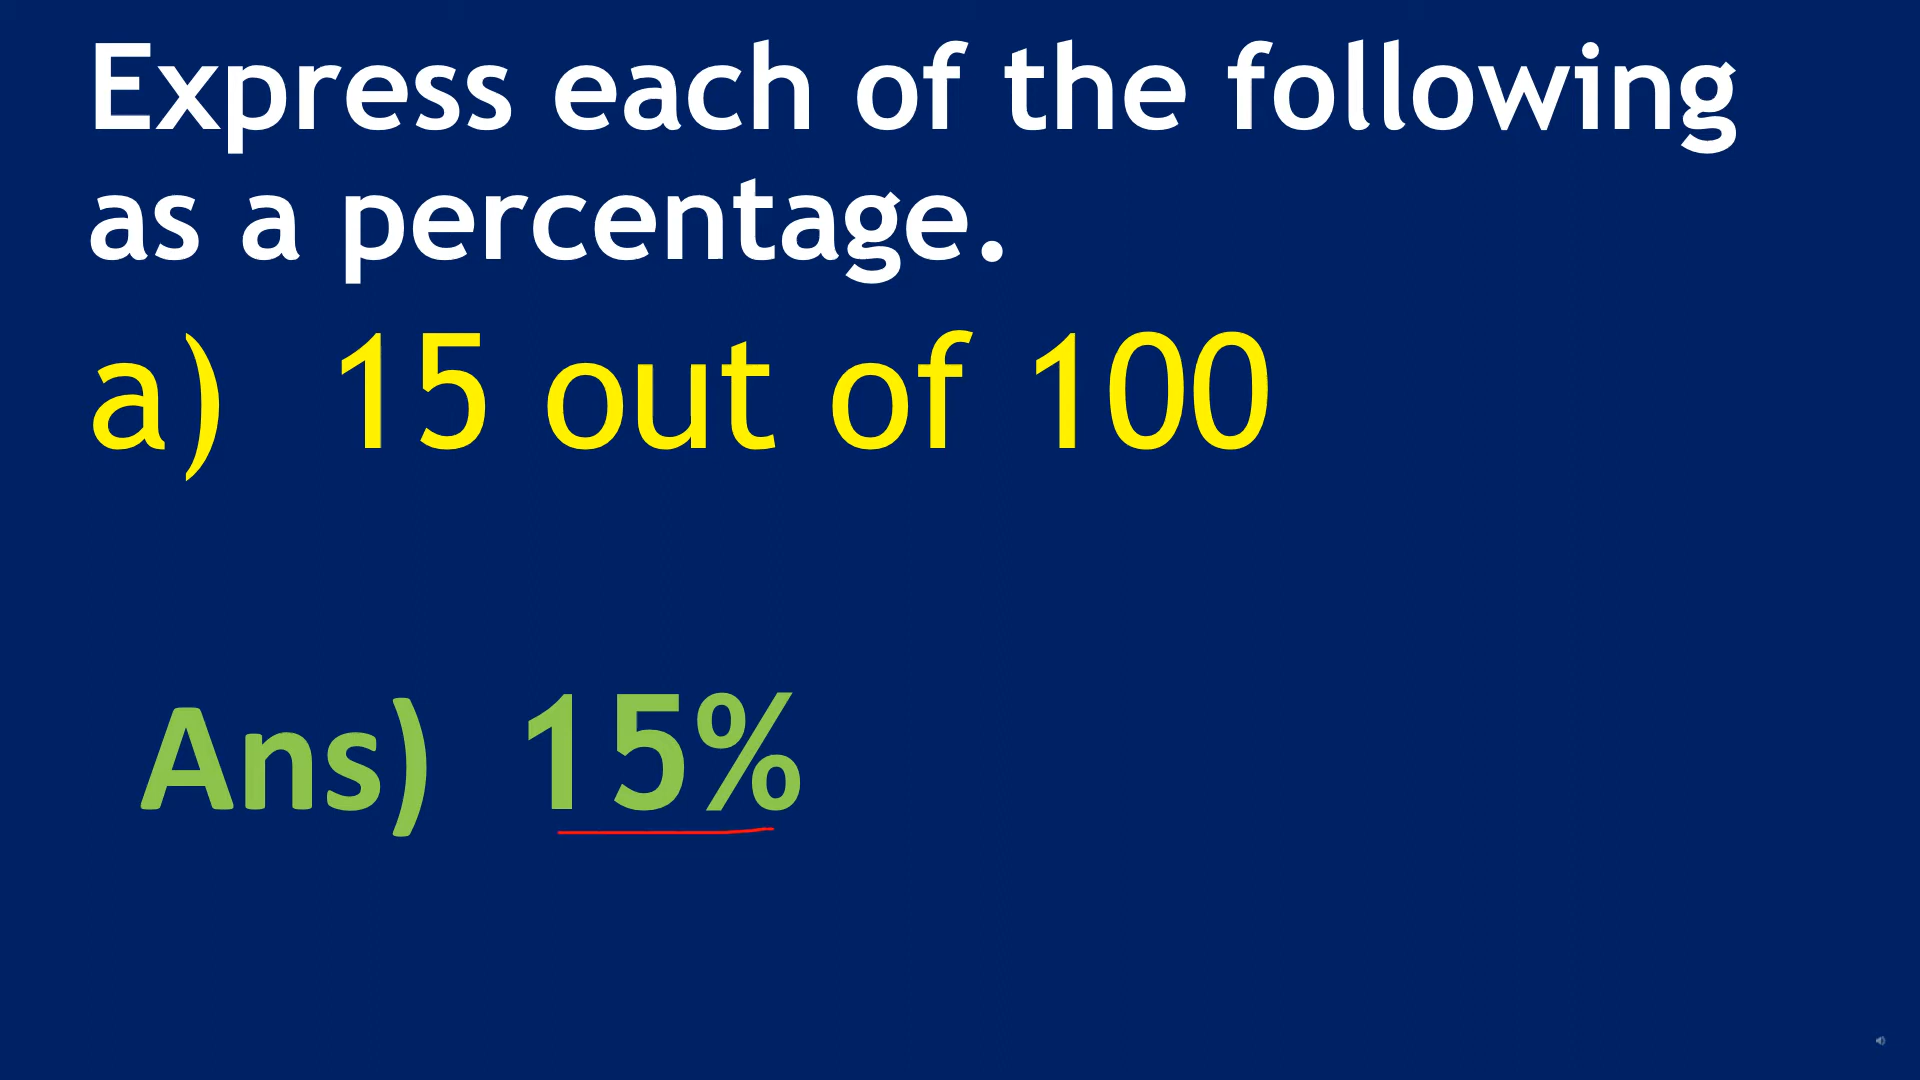 Express each of the following
as a percentage.
a) 15 out of 100
Ans) 15%